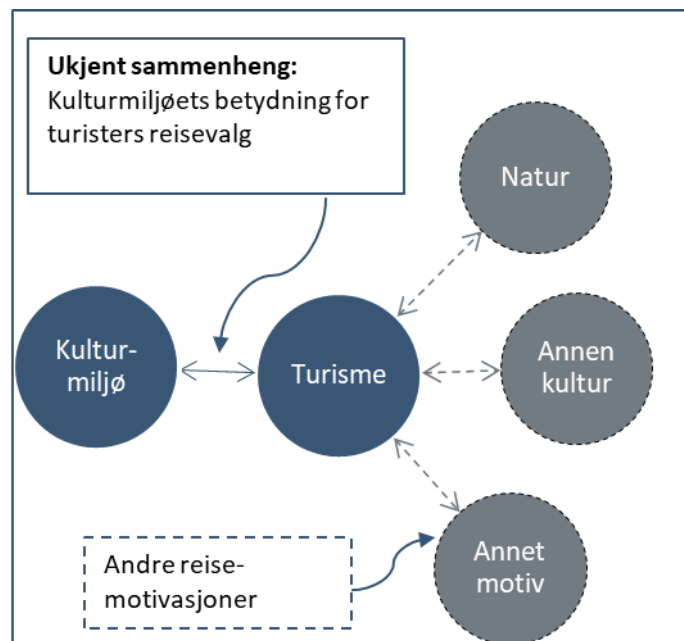 Ukjent sammenheng:
Kulturmiljøets betydning for
turisters reisevalg
Natur
Kultur-
miljø
Turisme
Annen
kultur
Andre reise-
motivasjoner
Annet
motiv